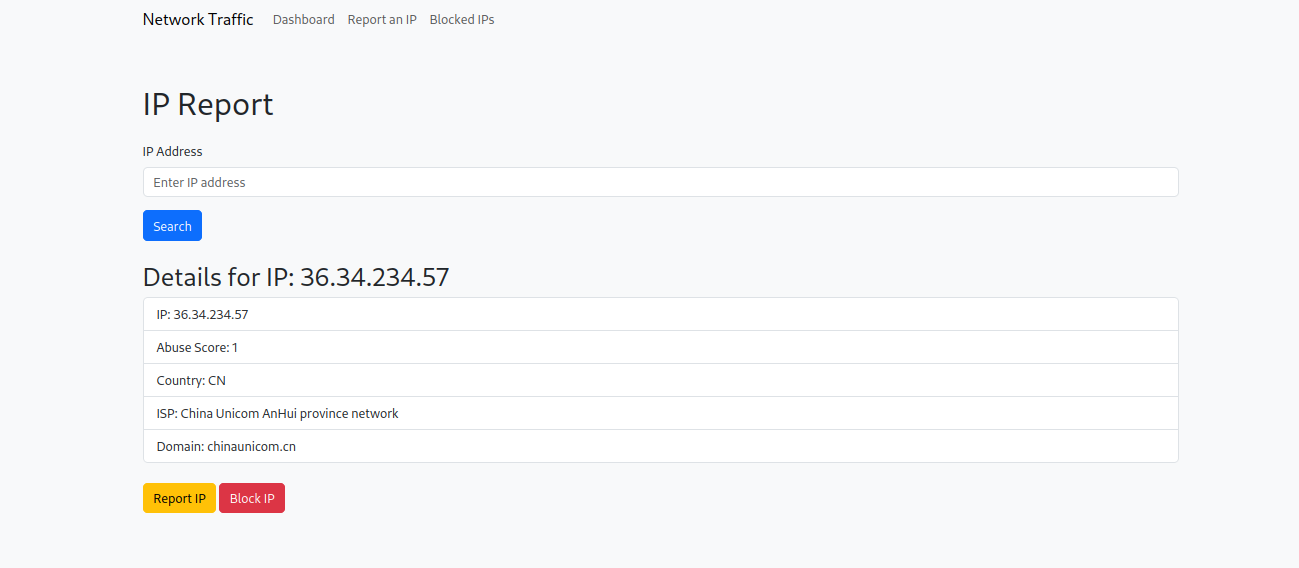 Network Traffic Dashboard Report an IP Blocked IPs
IP Report
IP Address
Enter IP address
Search
Details for IP: 36.34.234.57
IP: 36.34.234.57
Abuse Score: 1
Country: CN
ISP: China Unicom AnHui province network
Domain: chinaunicom.cn
Report IP Block IP